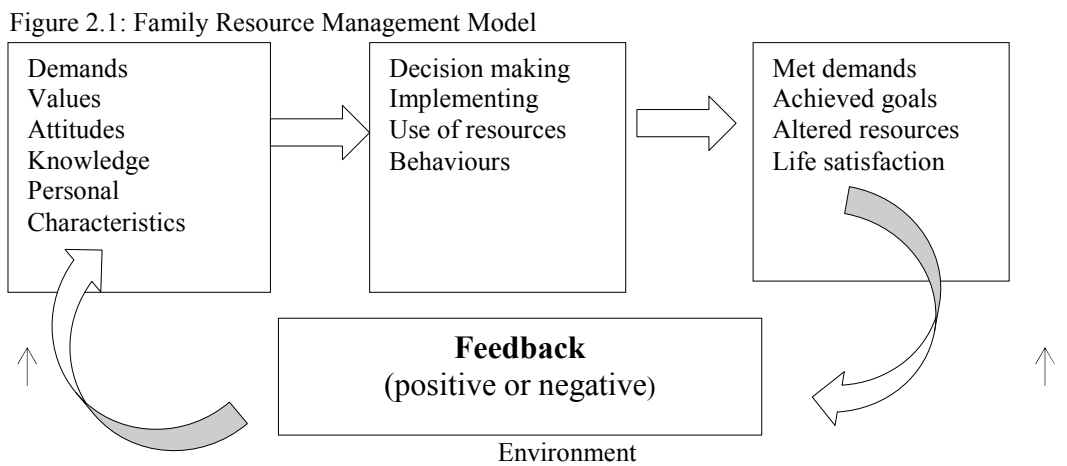 Figure 2.1: Family Resource Management Model
Demands
Values
Attitudes
Knowledge
Personal
Characteristics
Decision making
Implementing
Use of resources
Behaviours
Met demands
Achieved goals
Altered resources
Life satisfaction
Feedback
(positive or negative)
Environment